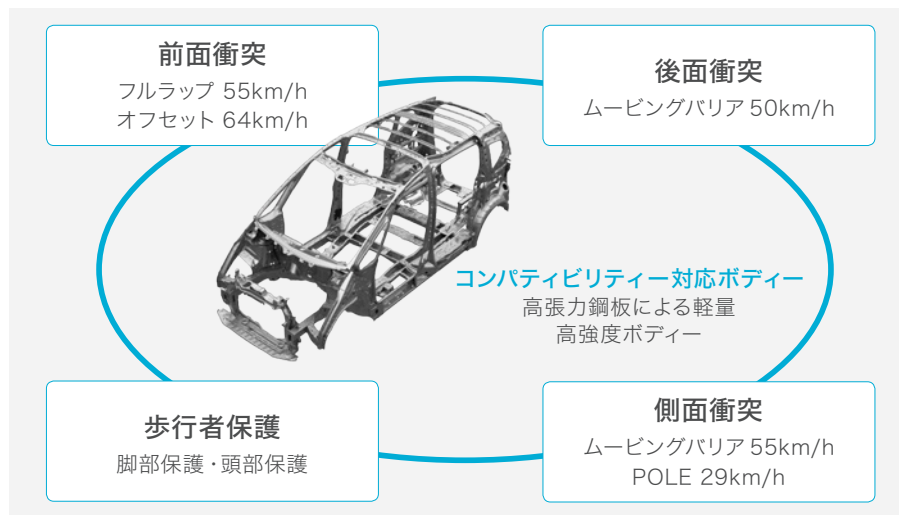 前面衝突
フルラップ 55km/h
オフセット 64km/h
後面衝突
ムービングバリア 50km/h
コンパティビリティー対応ボディー
高張力鋼板による軽量
高強度ボディー
歩行者保護
脚部保護・頭部保護
側面衝突
ムービングバリア 55km/h
POLE 29km/h